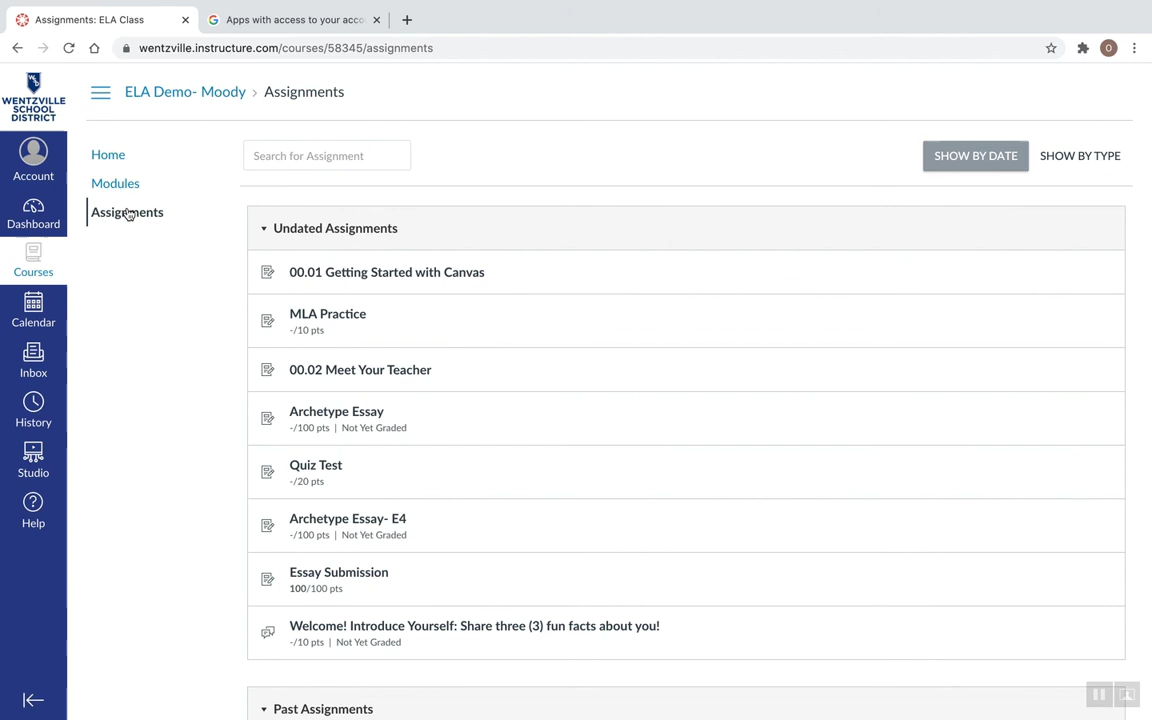 Assignments: ELA Class
Apps with access to your acco
wentzville.instructure.com/courses/58345/assignments
O
WENTZVILLE
SCHOOL
DISTRICT
ELA Demo- Moody › Assignments
Account
Dashboard
Courses
Calendar
Inbox
History
Studio
Help
Home
Modules
Assignments
Search for Assignment
SHOW BY DATE
SHOW BY TYPE
Undated Assignments
00.01 Getting Started with Canvas
MLA Practice
-/10 pts
00.02 Meet Your Teacher
Archetype Essay
-/100 pts | Not Yet Graded
Quiz Test
-/20 pts
Archetype Essay- E4
-/100 pts | Not Yet Graded
Essay Submission
100/100 pts
Welcome! Introduce Yourself: Share three (3) fun facts about you!
-/10 pts | Not Yet Graded
Past Assignments